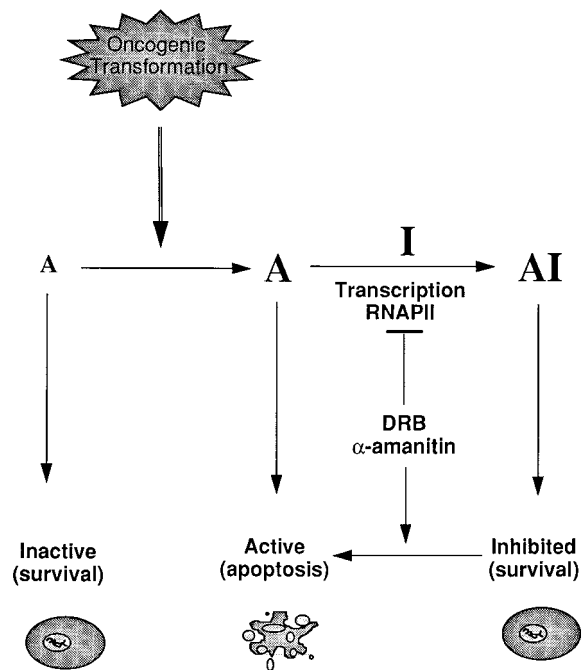 Oncogenic
Transformation
A
A
I
AI
Transcription
RNAPII
DRB
α-amanitin
Inactive
(survival)
Active
(apoptosis)
Inhibited
(survival)